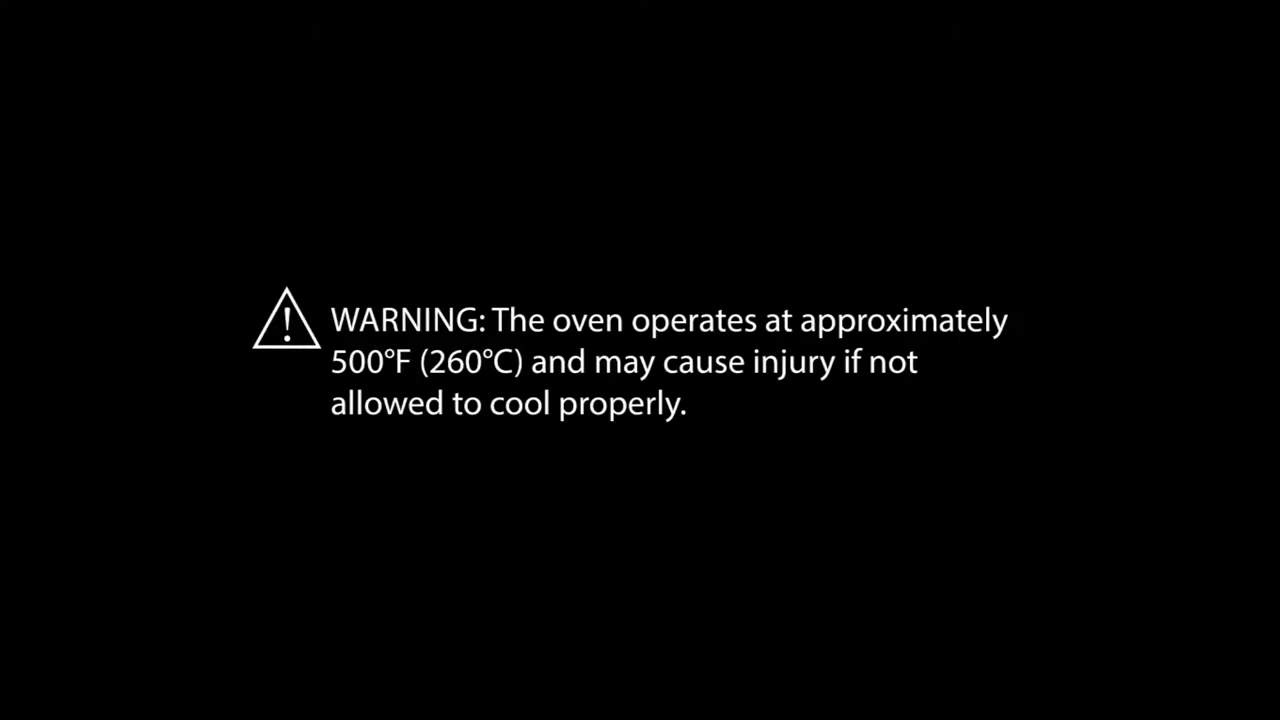 WARNING: The oven operates at approximately
500°F (260°C) and may cause injury if not
allowed to cool properly.